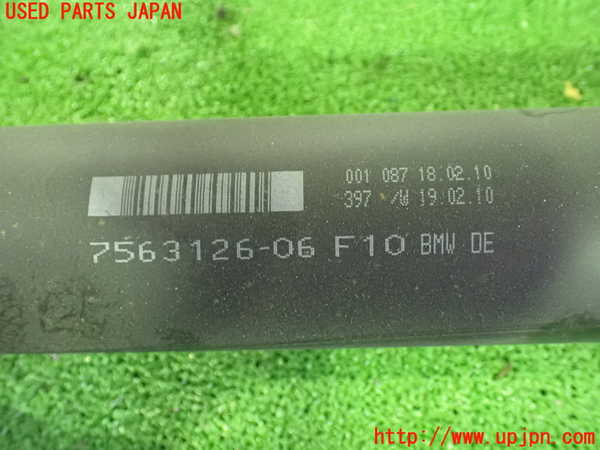 USED PARTS JAPAN
001 087 18.02.10
397 /W 19.02.10
7563126-06 F10 BMW DE
http://www.upjpn.com/